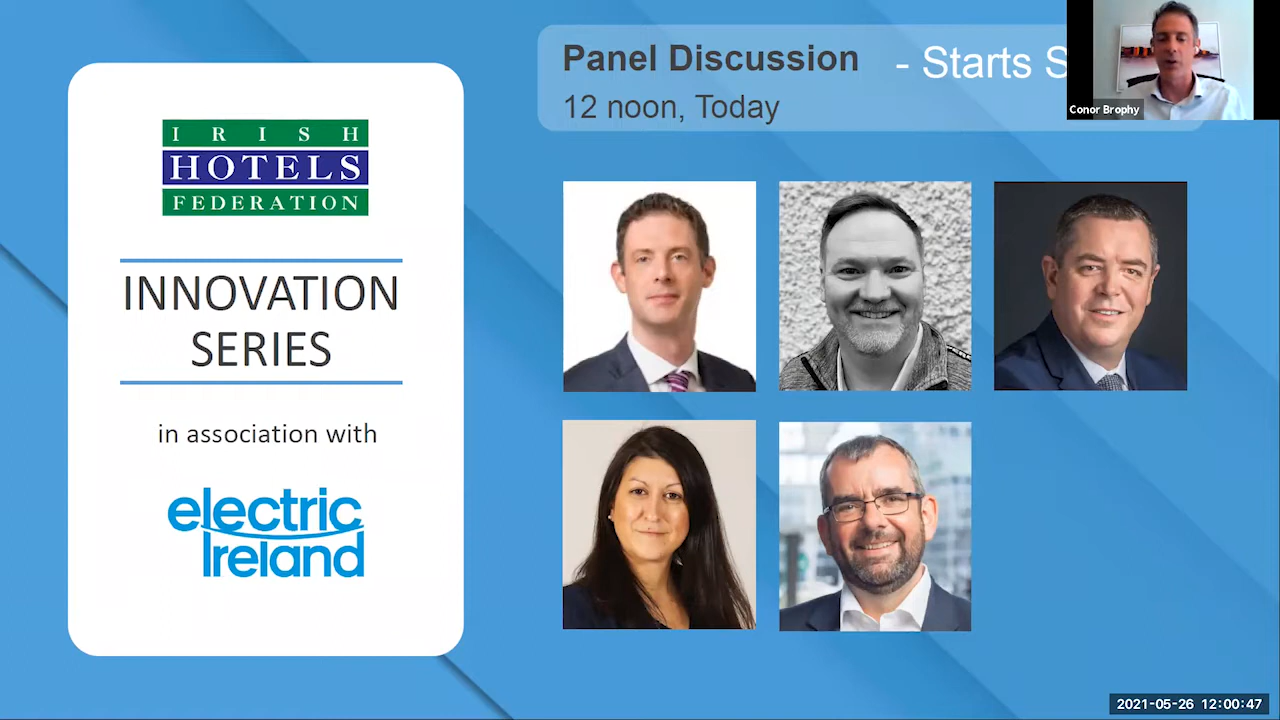 IRISH
HOTELS
FEDERATION
INNOVATION
SERIES
in association with
electric
Ireland
Panel Discussion - Starts S
12 noon, Today
Conor Brophy
2021-05-26 12:00:47